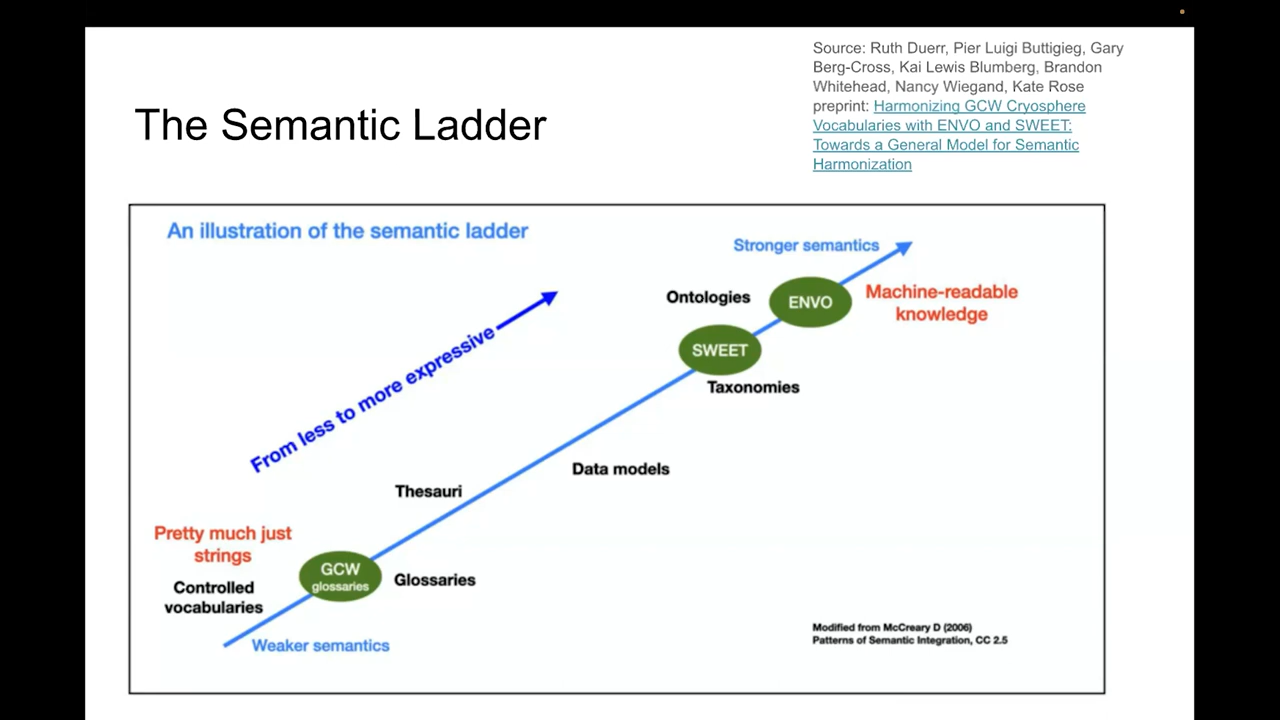 Source: Ruth Duerr, Pier Luigi Buttigieg, Gary
Berg-Cross, Kai Lewis Blumberg, Brandon
Whitehead, Nancy Wiegand, Kate Rose
preprint: Harmonizing GCW Cryosphere
Vocabularies with ENVO and SWEET:
Towards a General Model for Semantic
Harmonization
The Semantic Ladder
An illustration of the semantic ladder
Stronger semantics
Ontologies
ENVO
Machine-readable
knowledge
From less to more expressive
SWEET
Taxonomies
Data models
Thesauri
Pretty much just
strings
GCW
glossaries
Glossaries
Controlled
vocabularies
Weaker semantics
Modified from McCreary D (2006)
Patterns of Semantic Integration, CC 2.5